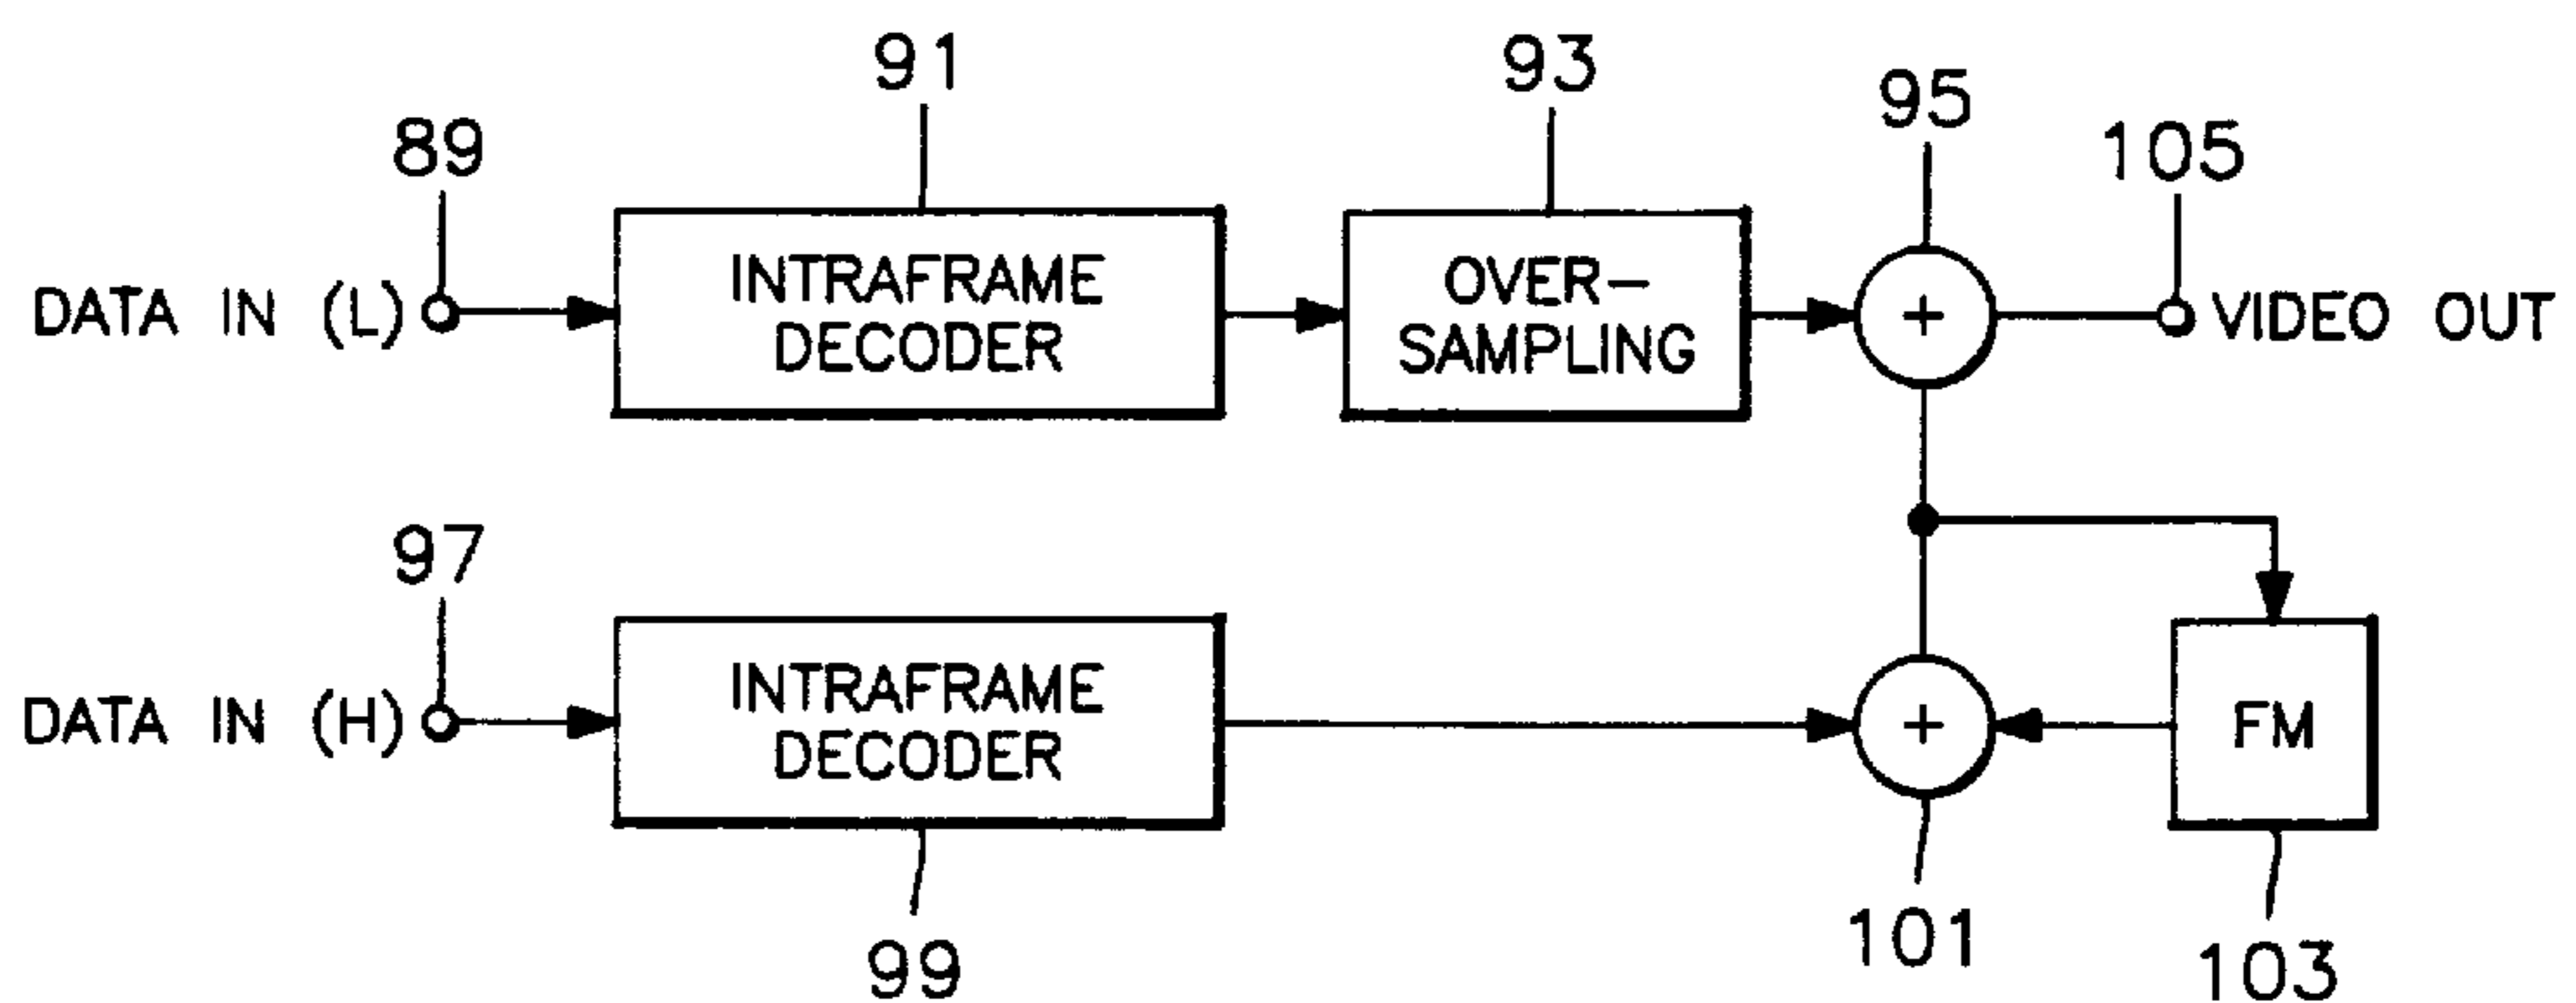 91
93
95
105
89
DATA IN (L)
INTRAFRAME
DECODER
OVER-
SAMPLING
+
VIDEO OUT
97
DATA IN (H)
INTRAFRAME
DECODER
+
FM
99
101
103